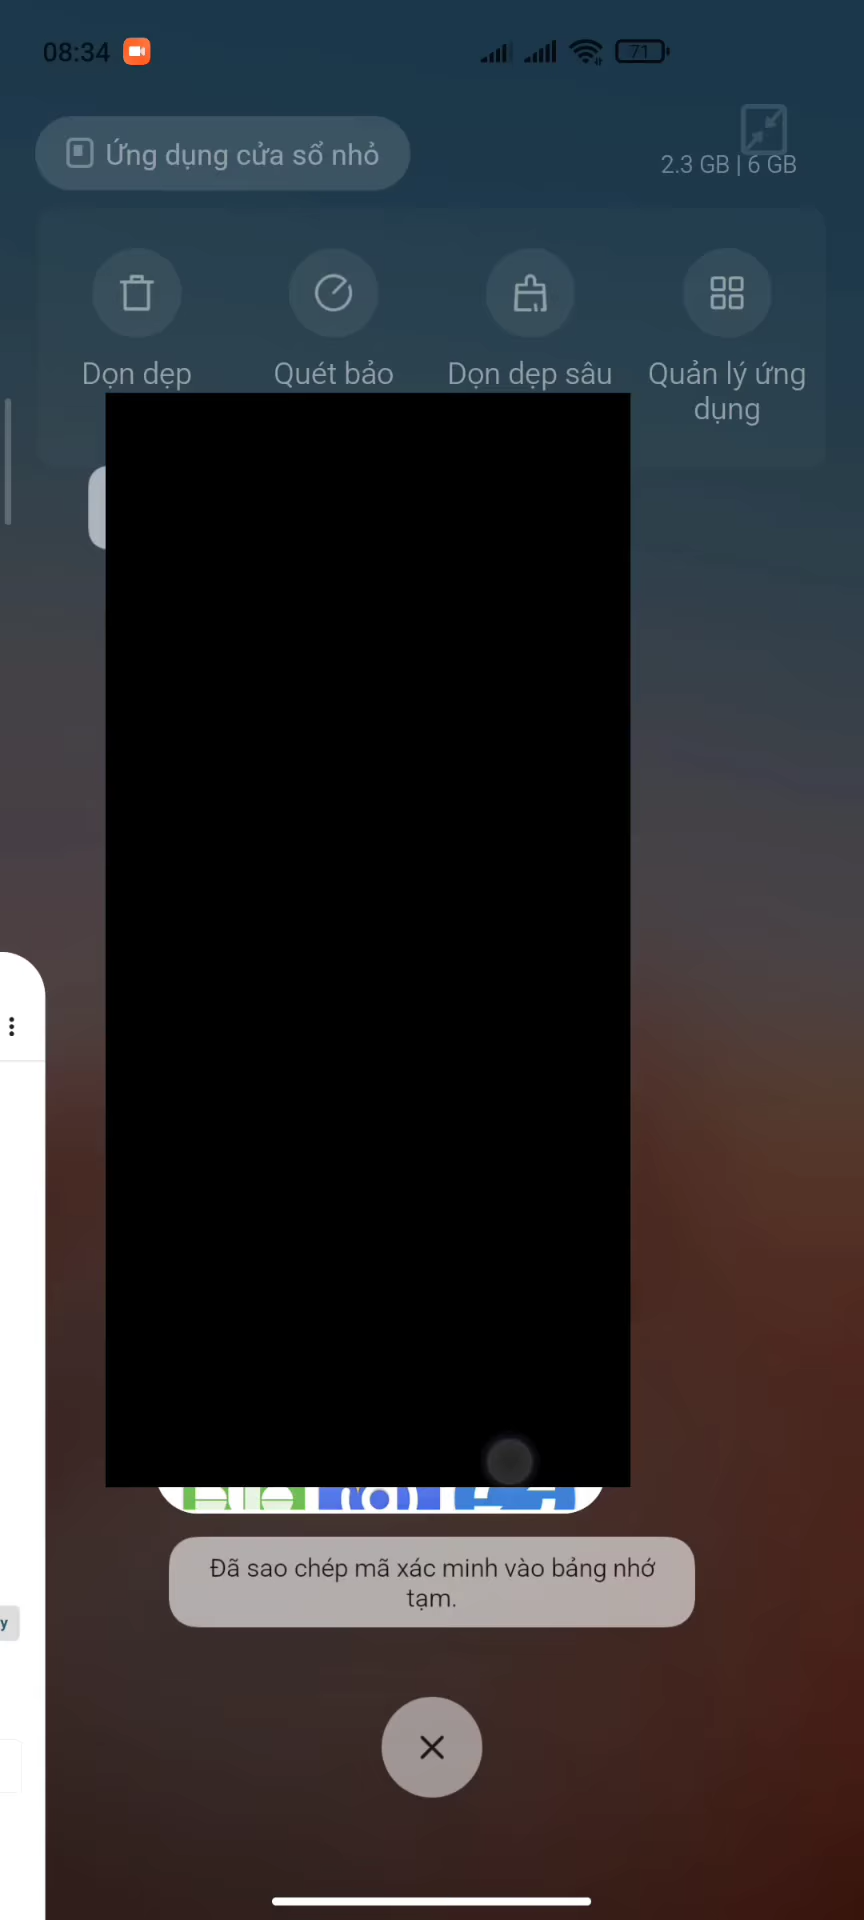 08:34
71
Ứng dụng cửa sổ nhỏ
2.3 GB | 6 GB
Dọn dẹp
Quét bảo
Dọn dẹp sâu
Quản lý ứng
dụng
y
Đã sao chép mã xác minh vào bảng nhớ
tạm.